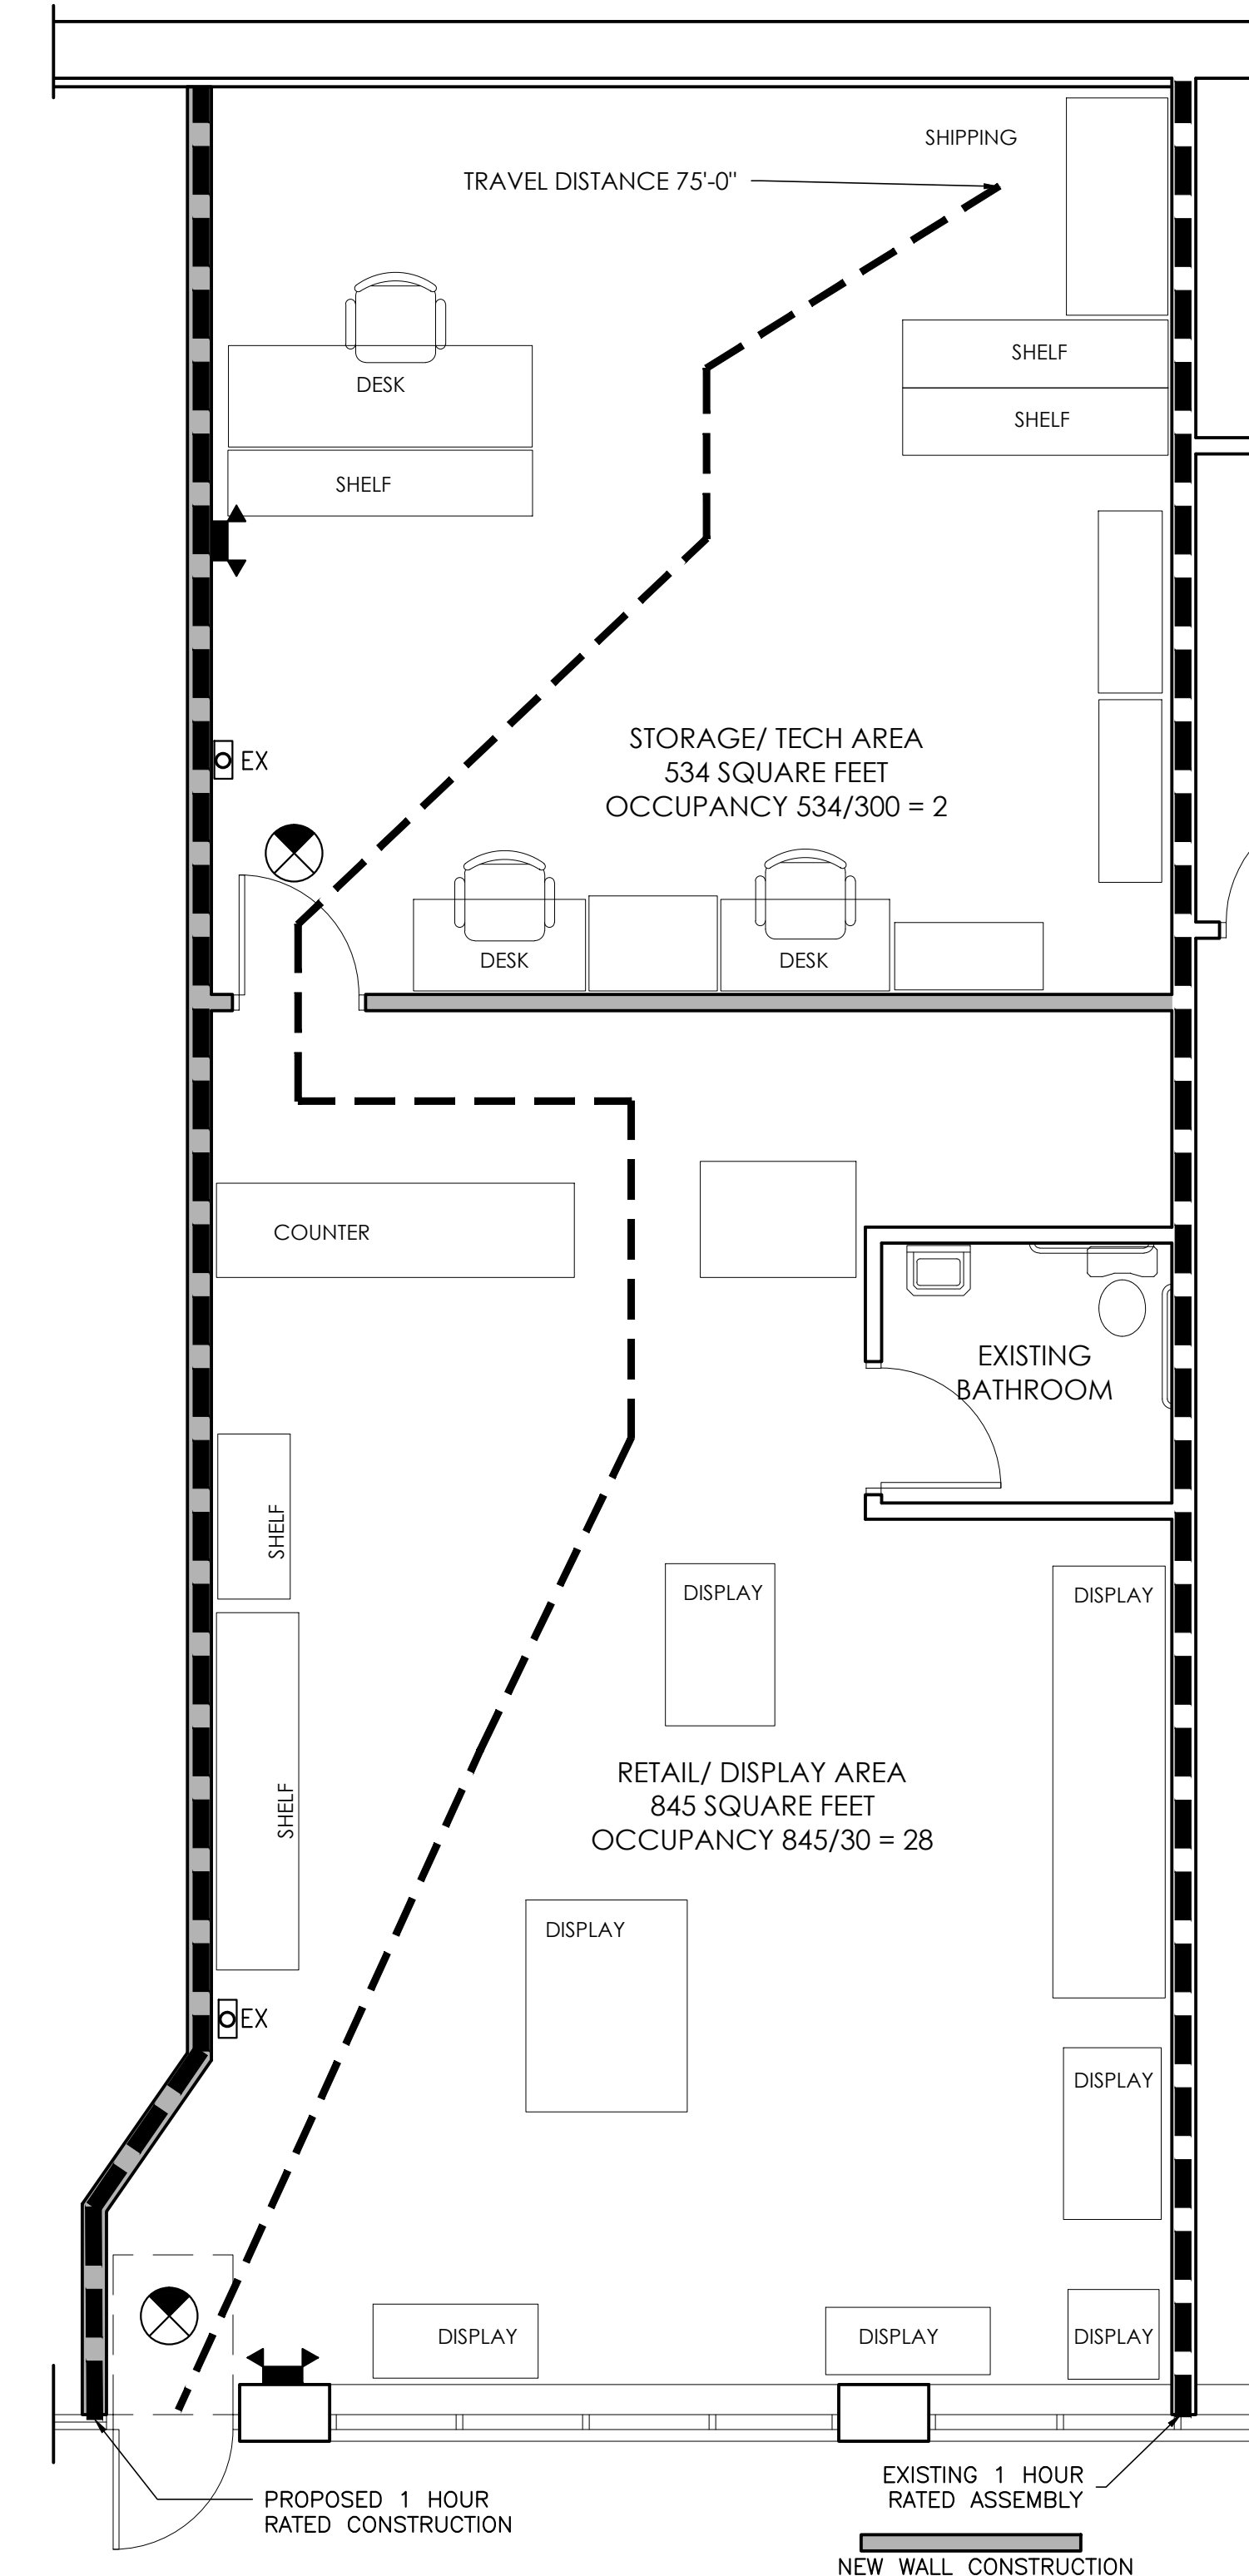 SHIPPING
TRAVEL DISTANCE 75'-0"
SHELF
DESK
SHELF
SHELF
STORAGE/ TECH AREA
534 SQUARE FEET
OCCUPANCY 534/300 = 2
EX
DESK
DESK
COUNTER
EXISTING
BATHROOM
SHELF
DISPLAY
DISPLAY
RETAIL/ DISPLAY AREA
845 SQUARE FEET
OCCUPANCY 845/30 = 28
SHELF
DISPLAY
EX
DISPLAY
DISPLAY
DISPLAY
DISPLAY
PROPOSED 1 HOUR
RATED CONSTRUCTION
EXISTING 1 HOUR
RATED ASSEMBLY
NEW WALL CONSTRUCTION